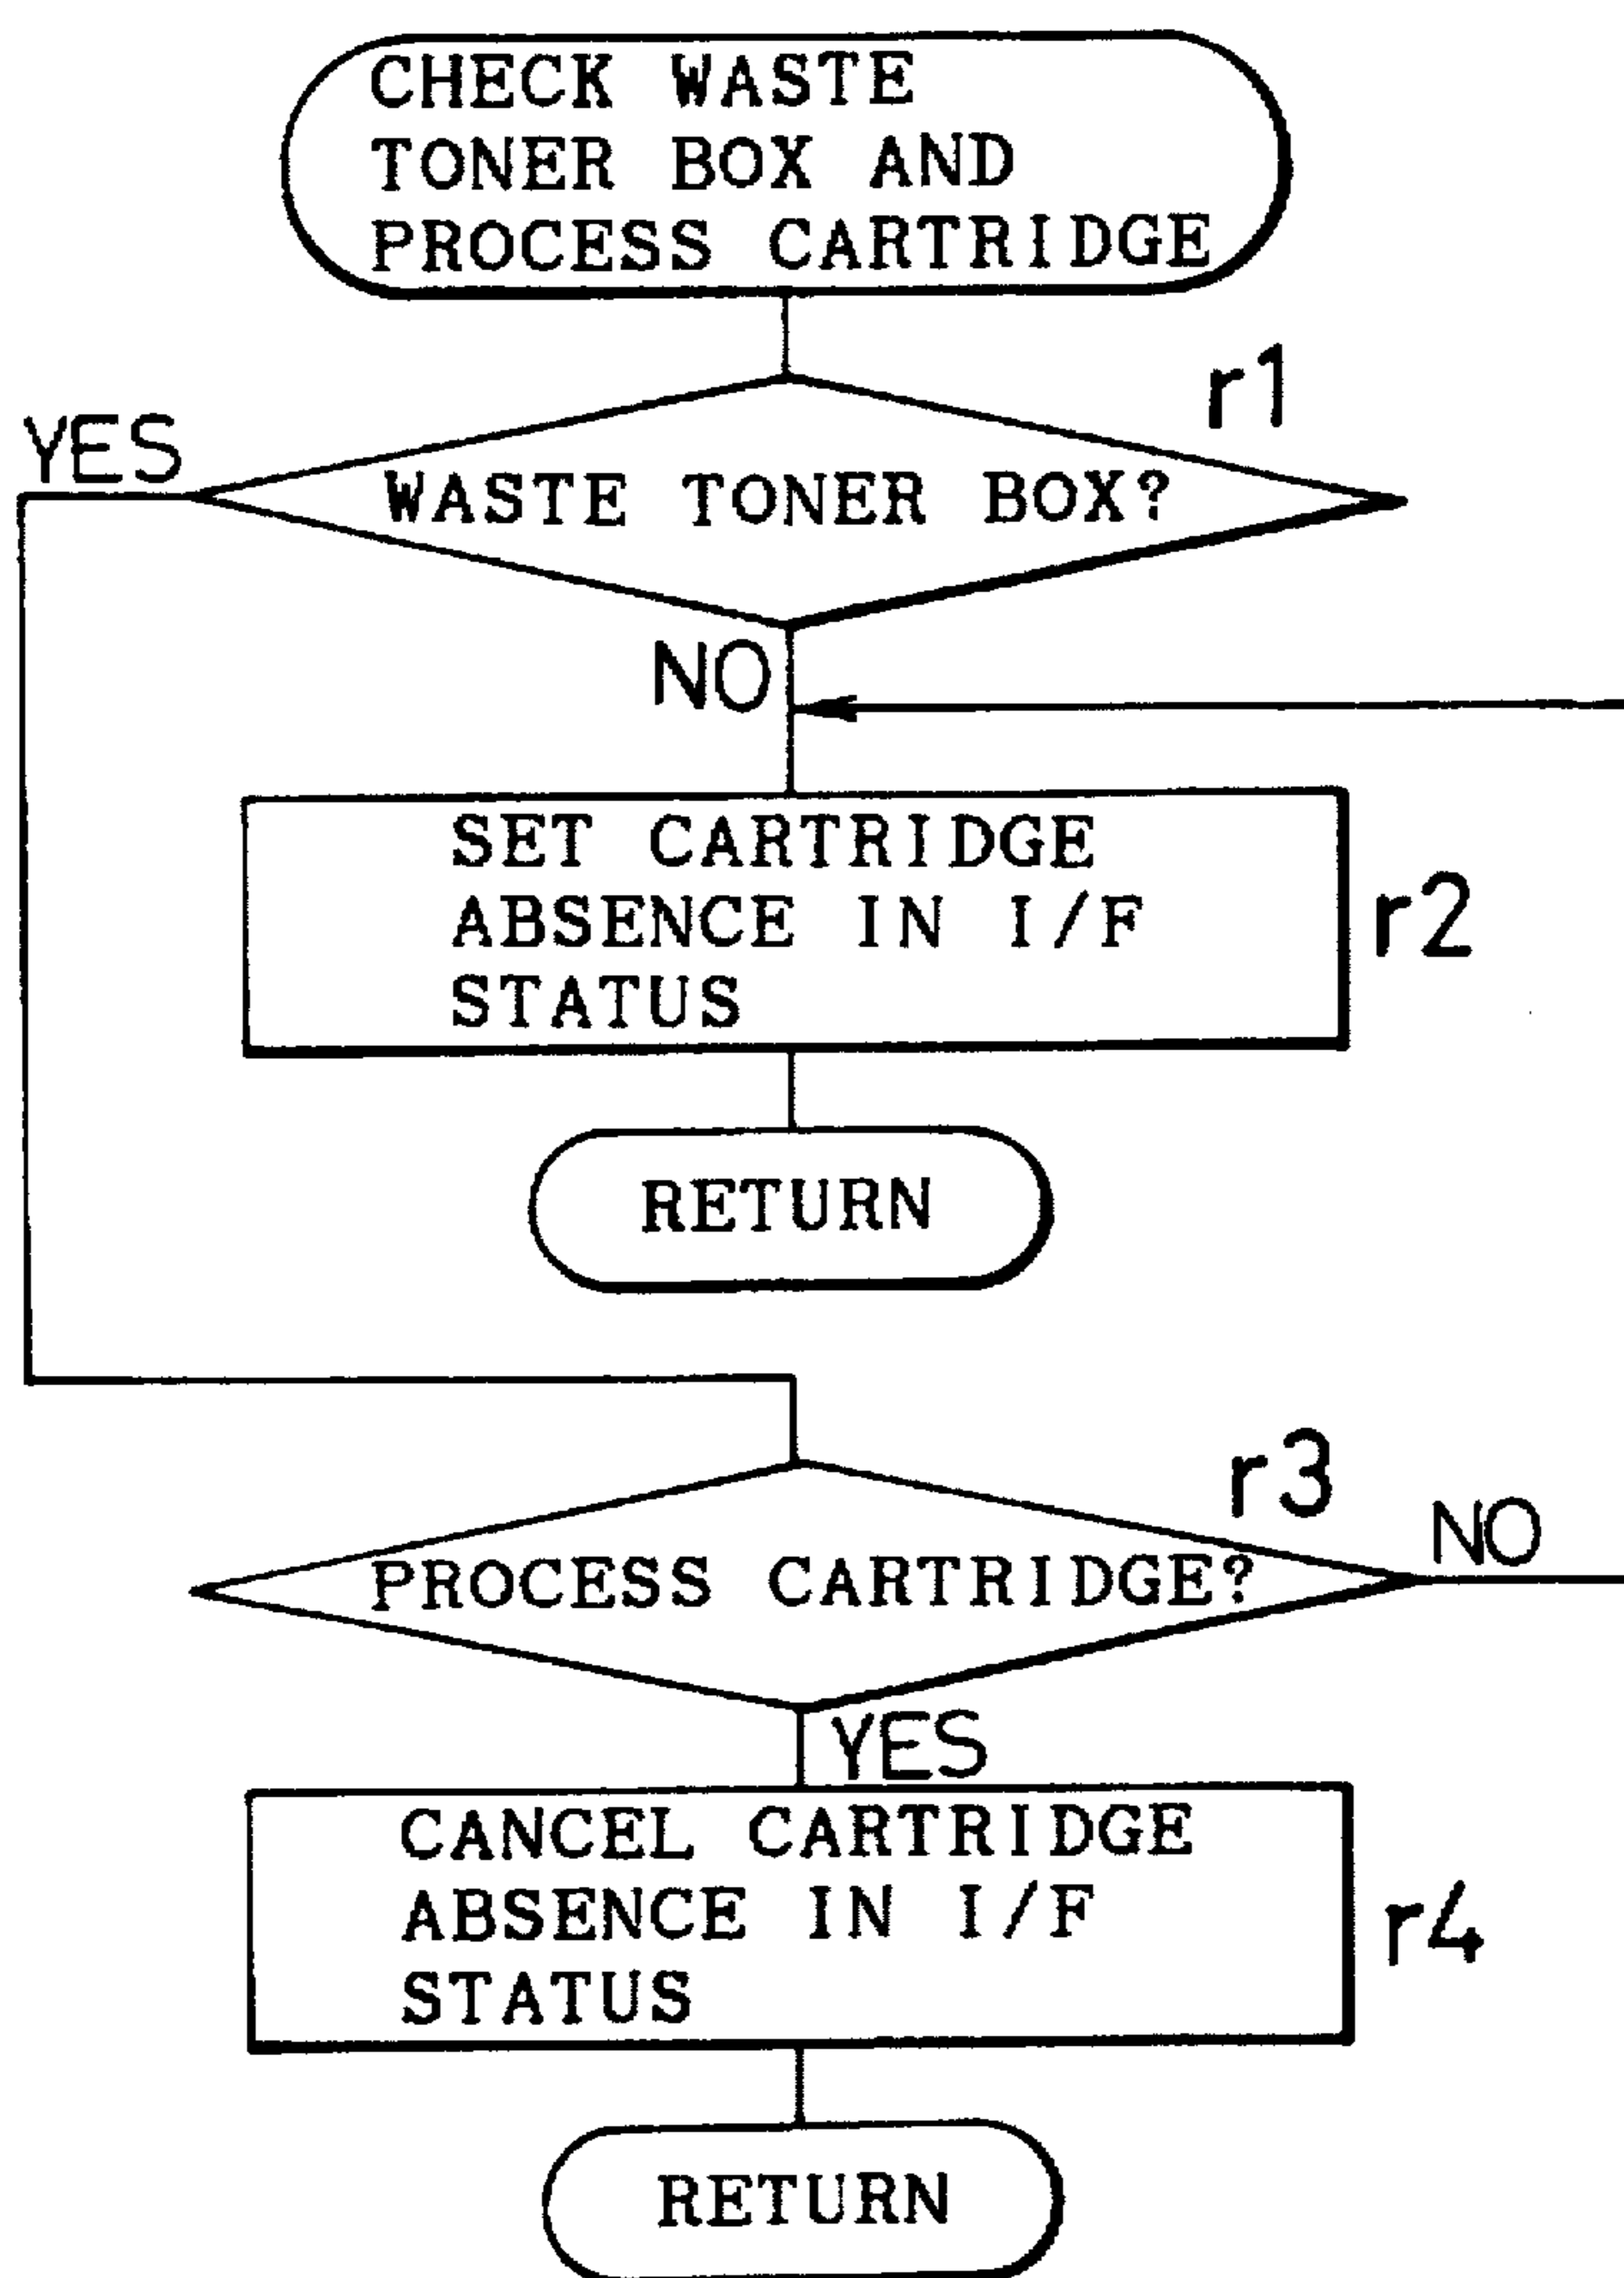 CHECK WASTE
TONER BOX AND
PROCESS CARTRIDGE
r1
YES
WASTE TONER BOX?
NO
SET CARTRIDGE
ABSENCE IN I/F
STATUS
r2
RETURN
r3
NO
PROCESS CARTRIDGE?
YES
CANCEL CARTRIDGE
ABSENCE IN I/F
STATUS
r4
RETURN